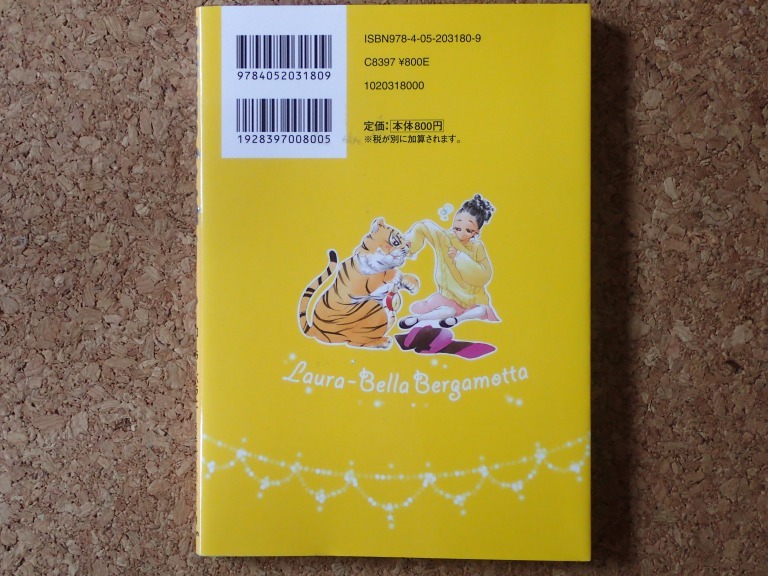 9784052031809
1928397008005
ISBN978-4-05-203180-9
C8397 ¥800E
1020318000
定価：本体800円
※税が別に加算されます。
Laura-Bella Bergamotta